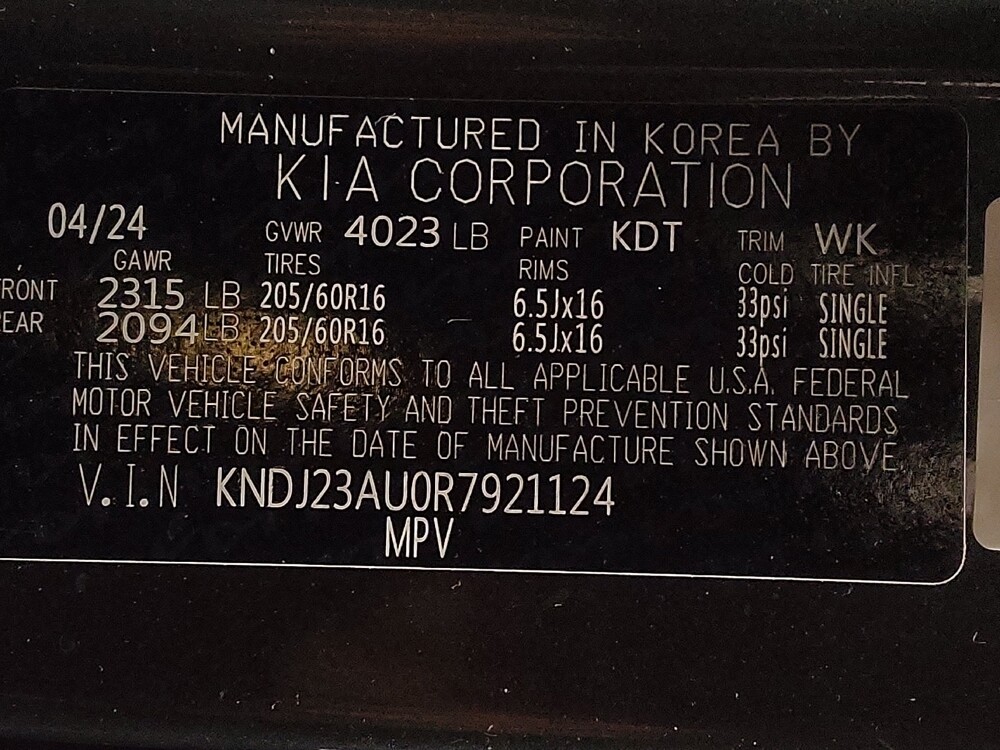 MANUFACTURED IN KOREA BY
KIA CORPORATION
04/24 GVWR 4023 LB PAINT KDT TRIM WK
GAWR TIRES RIMS COLD TIRE INFL
RONT 2315 LB 205/60R16 6.5Jx16 33psi SINGLE
EAR 2094 LB 205/60R16 6.5Jx16 33psi SINGLE
THIS VEHICLE CONFORMS TO ALL APPLICABLE U.S.A. FEDERAL
MOTOR VEHICLE SAFETY AND THEFT PREVENTION STANDARDS
IN EFFECT ON THE DATE OF MANUFACTURE SHOWN ABOVE
V.I.N KNDJ23AU0R7921124
MPV